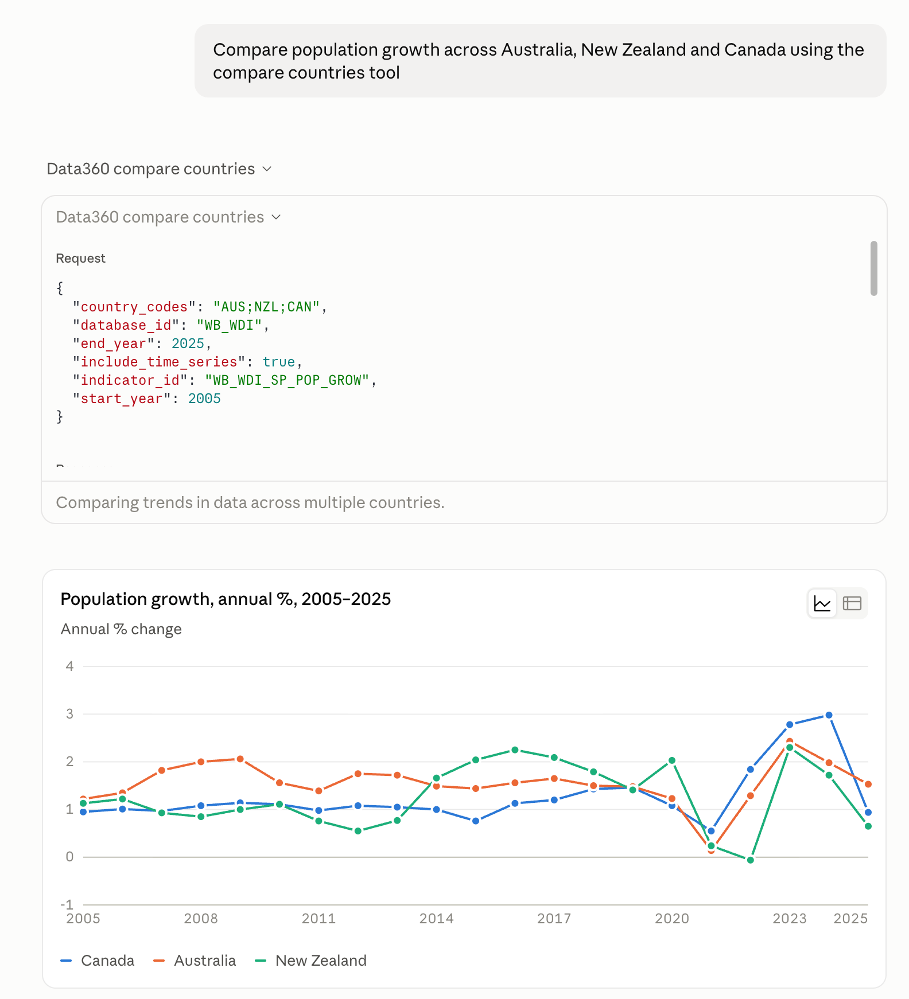 Compare population growth across Australia, New Zealand and Canada using the
compare countries tool
Data360 compare countries
Data360 compare countries
Request
{
"country_codes": "AUS;NZL;CAN",
"database_id": "WB_WDI",
"end_year": 2025,
"include_time_series": true,
"indicator_id": "WB_WDI_SP_POP_GROW",
"start_year": 2005
}
Comparing trends in data across multiple countries.
Population growth, annual %, 2005–2025
Annual % change
4
3
2
1
0
-1
2005 2008 2011 2014 2017 2020 2023 2025
Canada Australia New Zealand